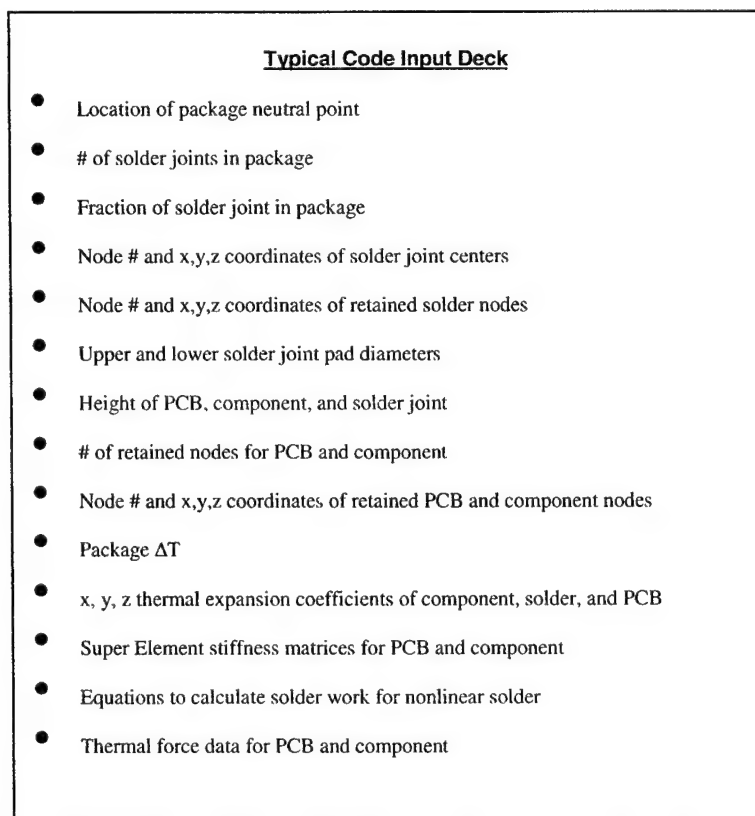 Typical Code Input Deck
• Location of package neutral point
• # of solder joints in package
• Fraction of solder joint in package
• Node # and x,y,z coordinates of solder joint centers
• Node # and x,y,z coordinates of retained solder nodes
• Upper and lower solder joint pad diameters
• Height of PCB, component, and solder joint
• # of retained nodes for PCB and component
• Node # and x,y,z coordinates of retained PCB and component nodes
• Package ΔT
• x, y, z thermal expansion coefficients of component, solder, and PCB
• Super Element stiffness matrices for PCB and component
• Equations to calculate solder work for nonlinear solder
• Thermal force data for PCB and component